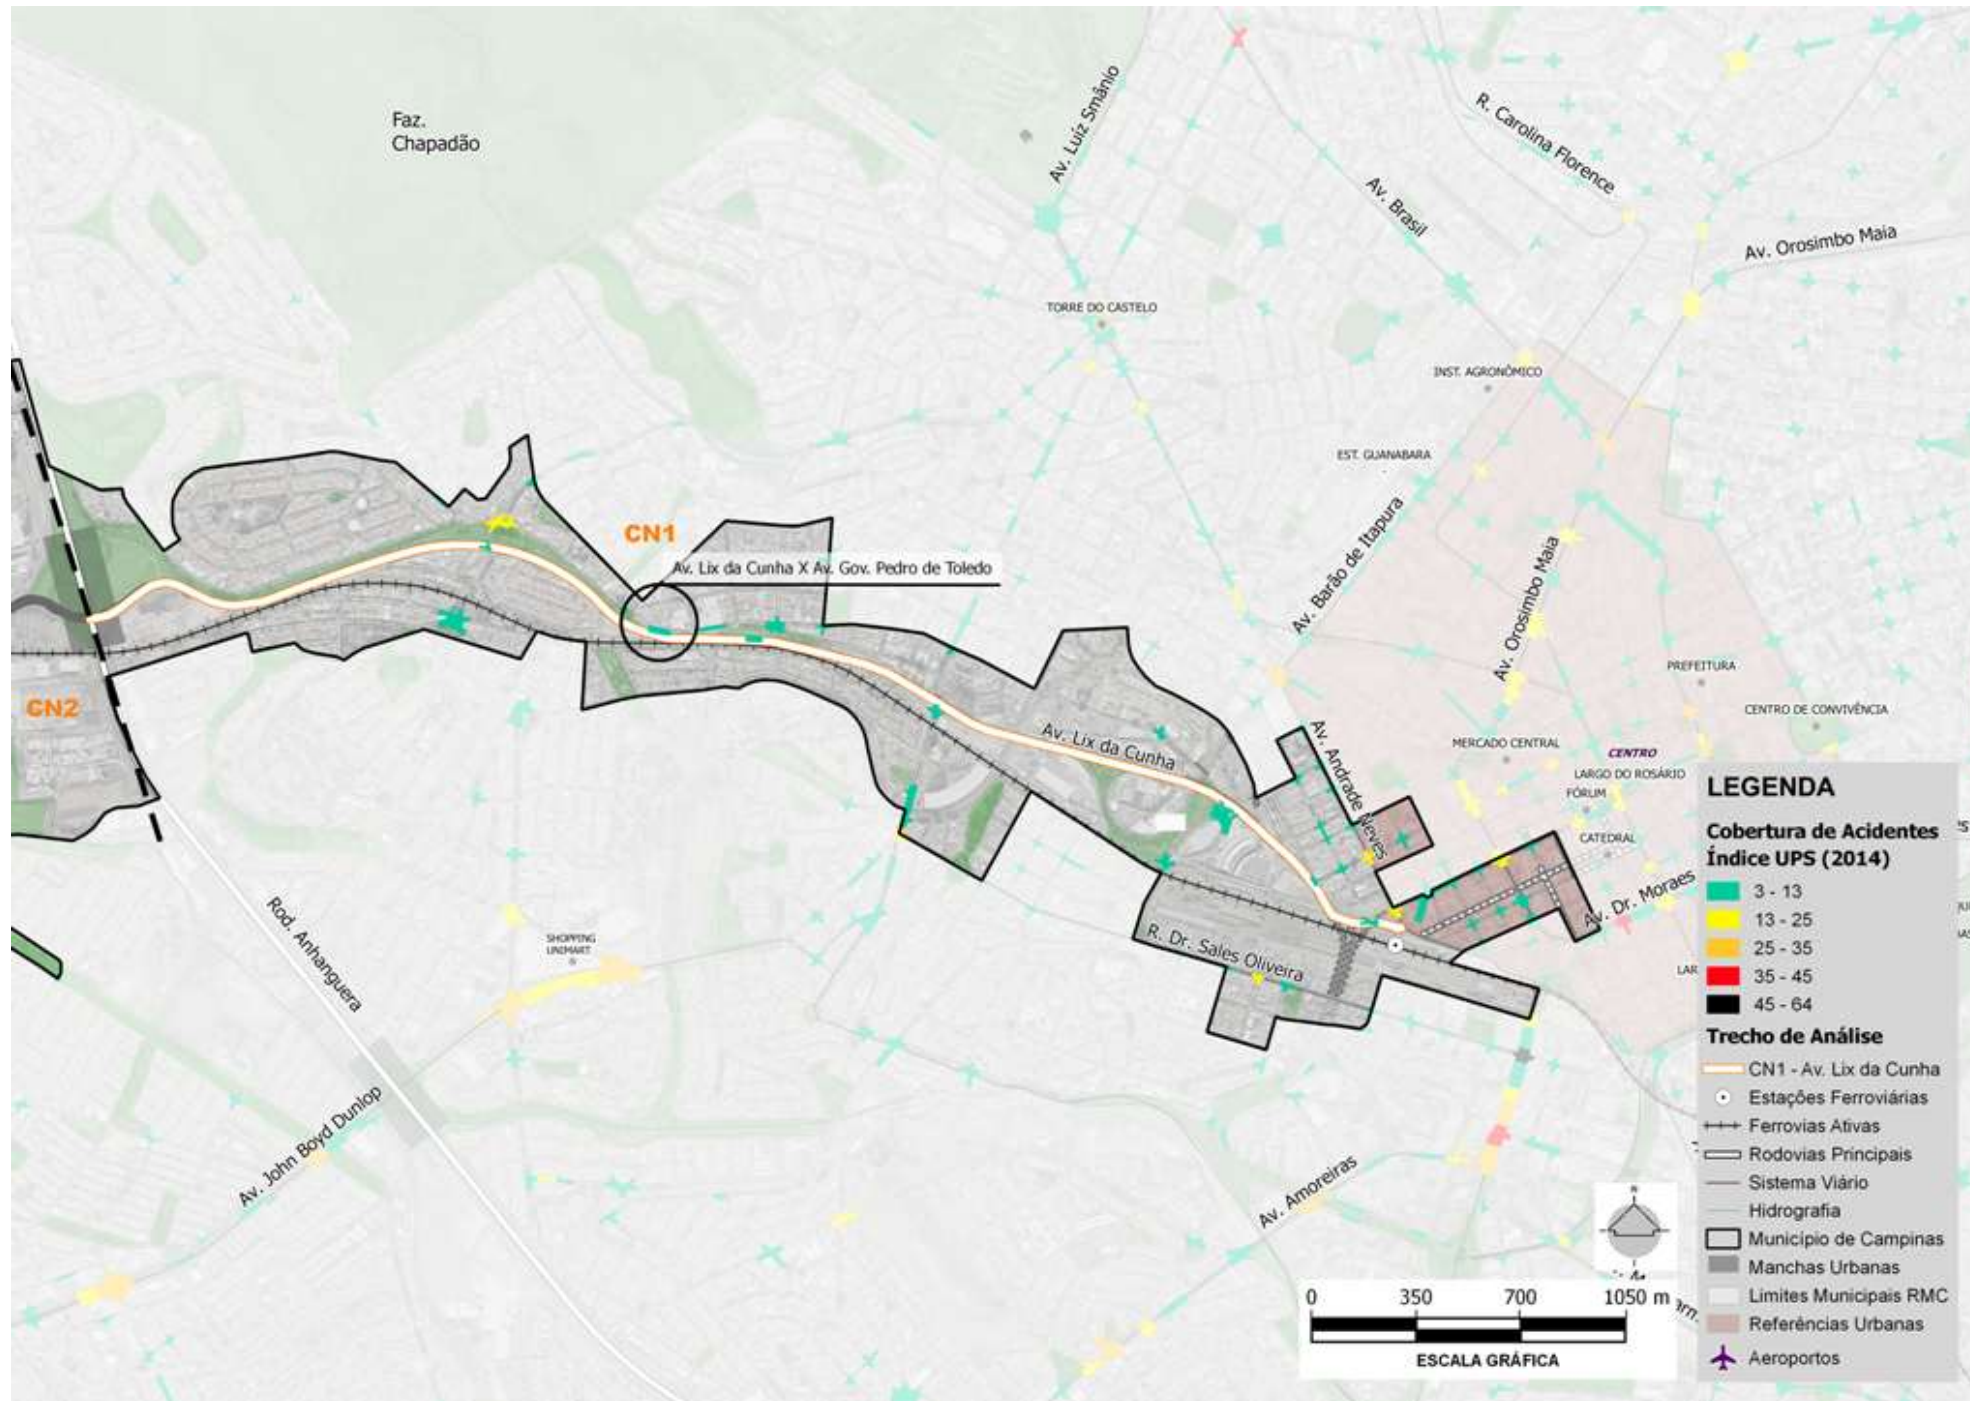 Faz.
Chapadão
Av. Luiz Smânio
R. Carolina Florence
Av. Brasil
Av. Orosimbo Maia
TORRE DO CASTELO
INST. AGRONÔMICO
EST. GUANABARA
CN1
Av. Lix da Cunha X Av. Gov. Pedro de Toledo
Av. Barão de Itapura
Av. Orosimbo Maia
PREFEITURA
CN2
CENTRO DE CONVIVÊNCIA
Av. Lix da Cunha
Av. Andrade Neves
MERCADO CENTRAL
CENTRO
LARGO DO ROSÁRIO
FÓRUM
CATEDRAL
Av. Dr. Moraes
Rod. Anhanguera
SHOPPING
UNIMART
R. Dr. Sales Oliveira
LAR
Av. John Boyd Dunlop
Av. Amoreiras
LEGENDA
Cobertura de Acidentes
Índice UPS (2014)
3 - 13
13 - 25
25 - 35
35 - 45
45 - 64
Trecho de Análise
CN1 - Av. Lix da Cunha
Estações Ferroviárias
Ferrovias Ativas
Rodovias Principais
Sistema Viário
Hidrografia
Município de Campinas
Manchas Urbanas
Limites Municipais RMC
Referências Urbanas
Aeroportos
N
0 350 700 1050 m
ESCALA GRÁFICA